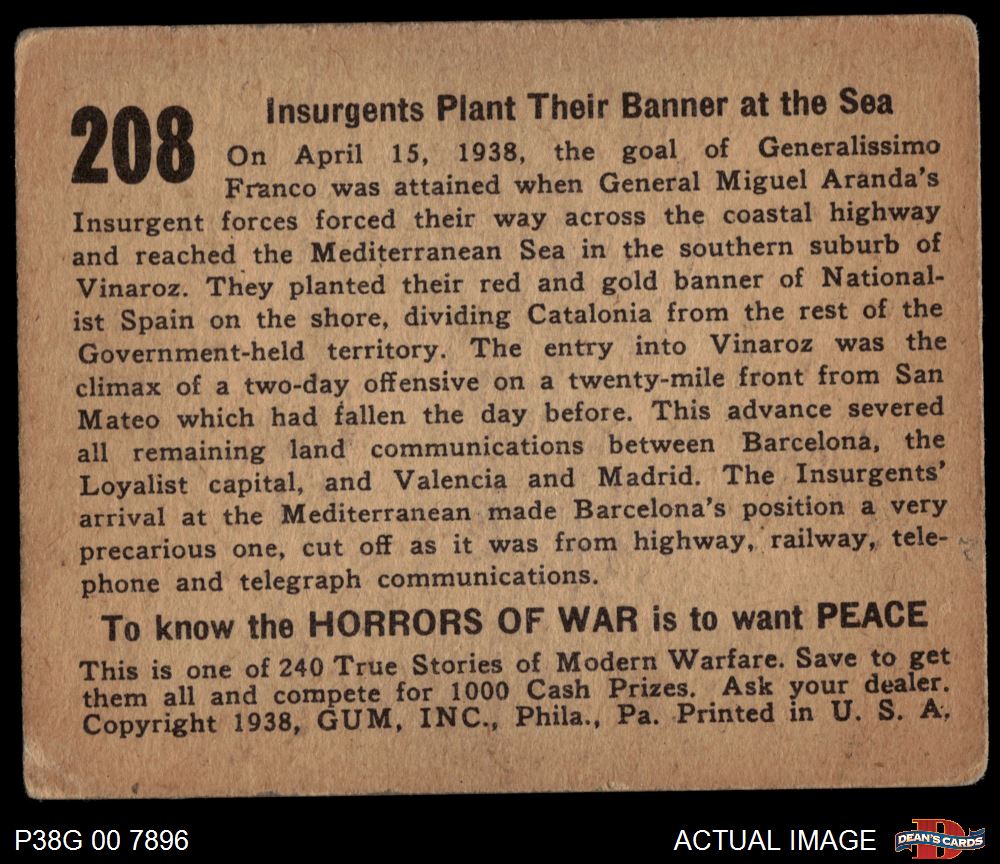 208
Insurgents Plant Their Banner at the Sea
On April 15, 1938, the goal of Generalissimo
Franco was attained when General Miguel Aranda's
Insurgent forces forced their way across the coastal highway
and reached the Mediterranean Sea in the southern suburb of
Vinaroz. They planted their red and gold banner of National-
ist Spain on the shore, dividing Catalonia from the rest of the
Government-held territory. The entry into Vinaroz was the
climax of a two-day offensive on a twenty-mile front from San
Mateo which had fallen the day before. This advance severed
all remaining land communications between Barcelona, the
Loyalist capital, and Valencia and Madrid. The Insurgents'
arrival at the Mediterranean made Barcelona's position a very
precarious one, cut off as it was from highway, railway, tele-
phone and telegraph communications.
To know the HORRORS OF WAR is to want PEACE
This is one of 240 True Stories of Modern Warfare. Save to get
them all and compete for 1000 Cash Prizes. Ask your dealer.
Copyright 1938, GUM, INC., Phila., Pa. Printed in U. S. A.
P38G 00 7896
ACTUAL IMAGE
D
DEAN'S CARDS